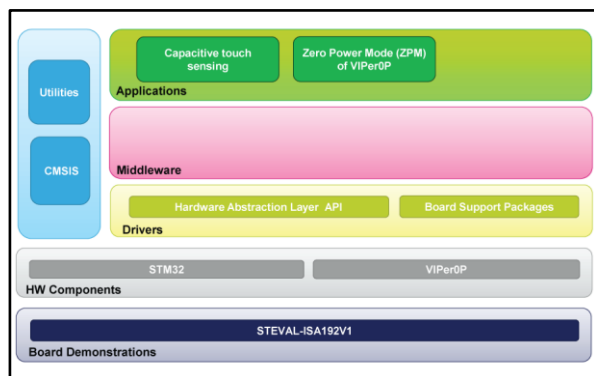 Utilities
CMSIS
Capacitive touch
sensing
Zero Power Mode (ZPM)
of VIPer0P
Applications
Middleware
Hardware Abstraction Layer API
Board Support Packages
Drivers
STM32
VIPer0P
HW Components
STEVAL-ISA192V1
Board Demonstrations